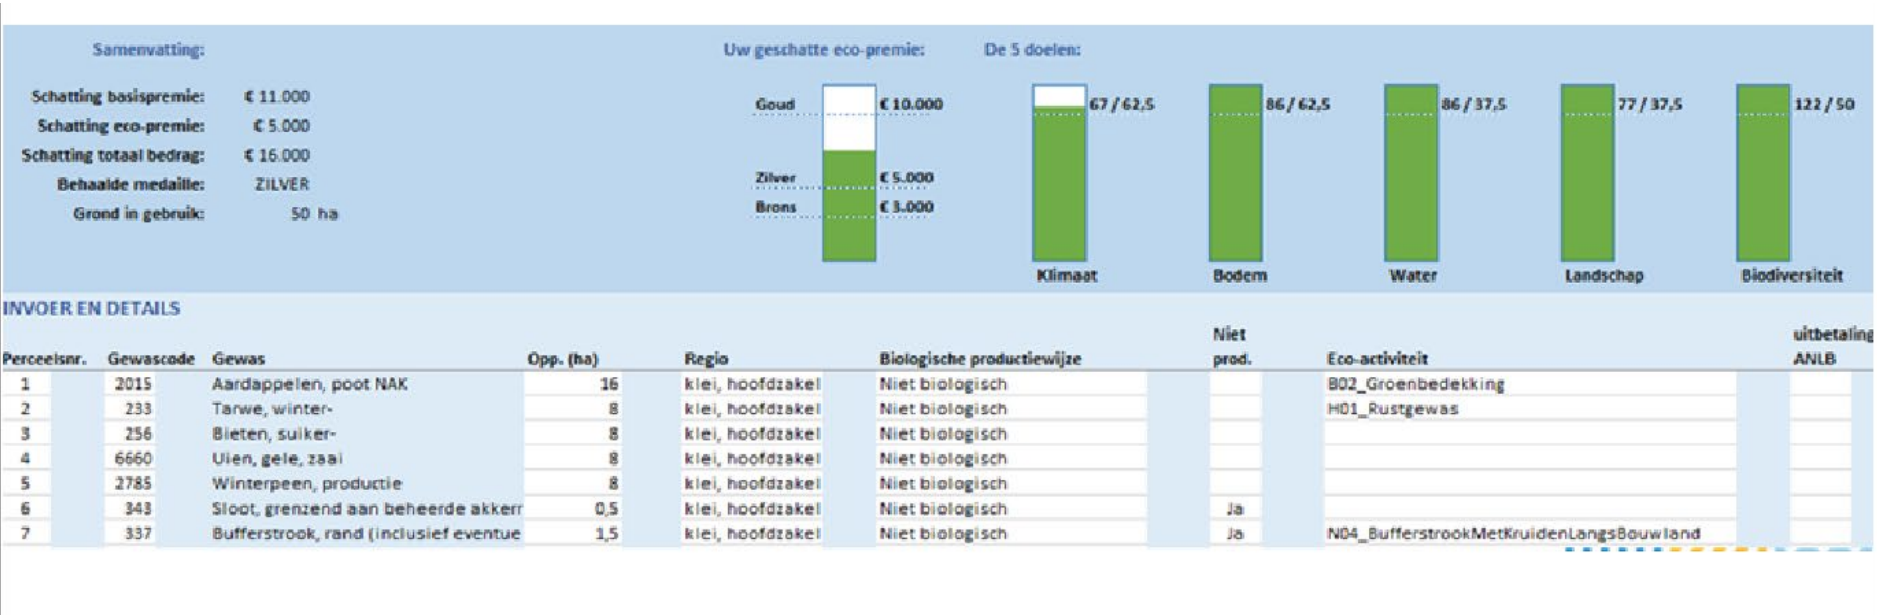 Samenvatting:
Schatting basispremie: € 11.000
Schatting eco-premie: € 5.000
Schatting totaal bedrag: € 16.000
Behaalde medaille: ZILVER
Grond in gebruik: 50 ha
Uw geschatte eco-premie:
Goud € 10.000
Zilver € 5.000
Brons € 3.000
De 5 doelen:
67 / 62,5
86 / 62,5
86 / 37,5
77 / 37,5
122 / 50
Klimaat Bodem Water Landschap Biodiversiteit
INVOER EN DETAILS
Niet uitbetaling
Perceelsnr. Gewascode Gewas Opp. (ha) Regio Biologische productiewijze prod. Eco-activiteit ANLB
1 2015 Aardappelen, poot NAK 16 klei, hoofdzakel Niet biologisch B02_Groenbedekking
2 233 Tarwe, winter- 8 klei, hoofdzakel Niet biologisch H01_Rustgewas
3 256 Bieten, suiker- 8 klei, hoofdzakel Niet biologisch
4 6660 Uien, gele, zaai 8 klei, hoofdzakel Niet biologisch
5 2785 Winterpeen, productie 8 klei, hoofdzakel Niet biologisch
6 343 Sloot, grenzend aan beheerde akkerr 0,5 klei, hoofdzakel Niet biologisch Ja
7 337 Bufferstrook, rand (inclusief eventue 1,5 klei, hoofdzakel Niet biologisch Ja N04_BufferstrookMetKruidenLangsBouwland